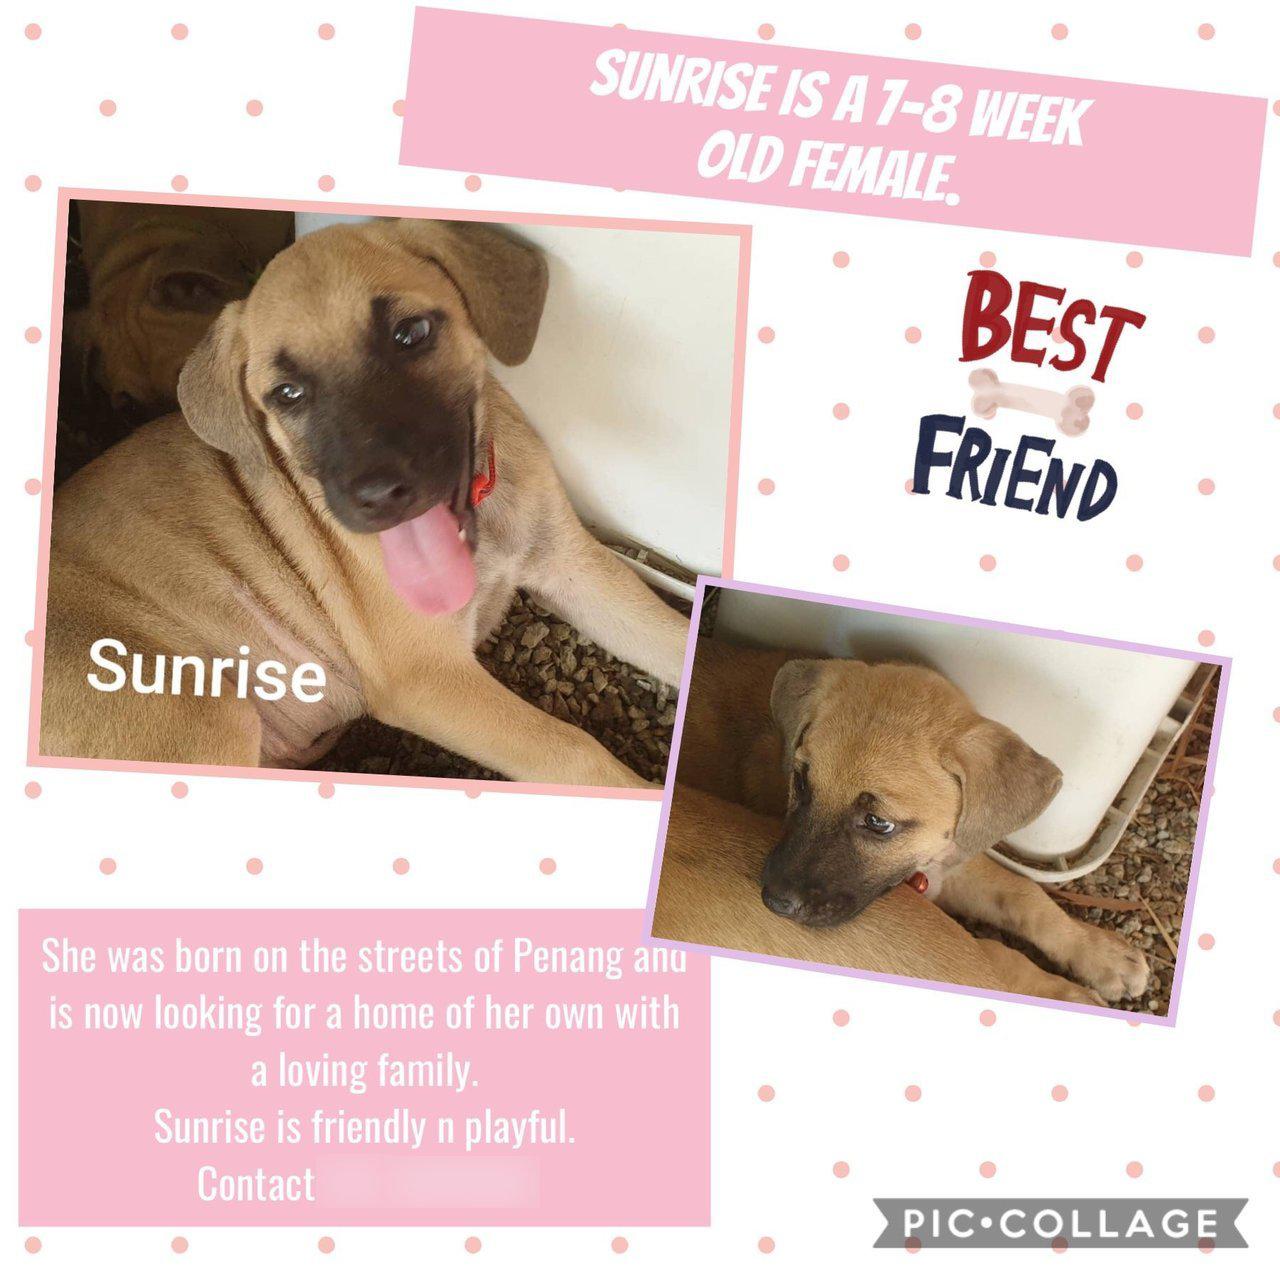 SUNRISE IS A 7-8 WEEK
OLD FEMALE.
BEST
FRIEND
Sunrise
She was born on the streets of Penang and
is now looking for a home of her own with
a loving family.
Sunrise is friendly n playful.
Contact
PIC•COLLAGE